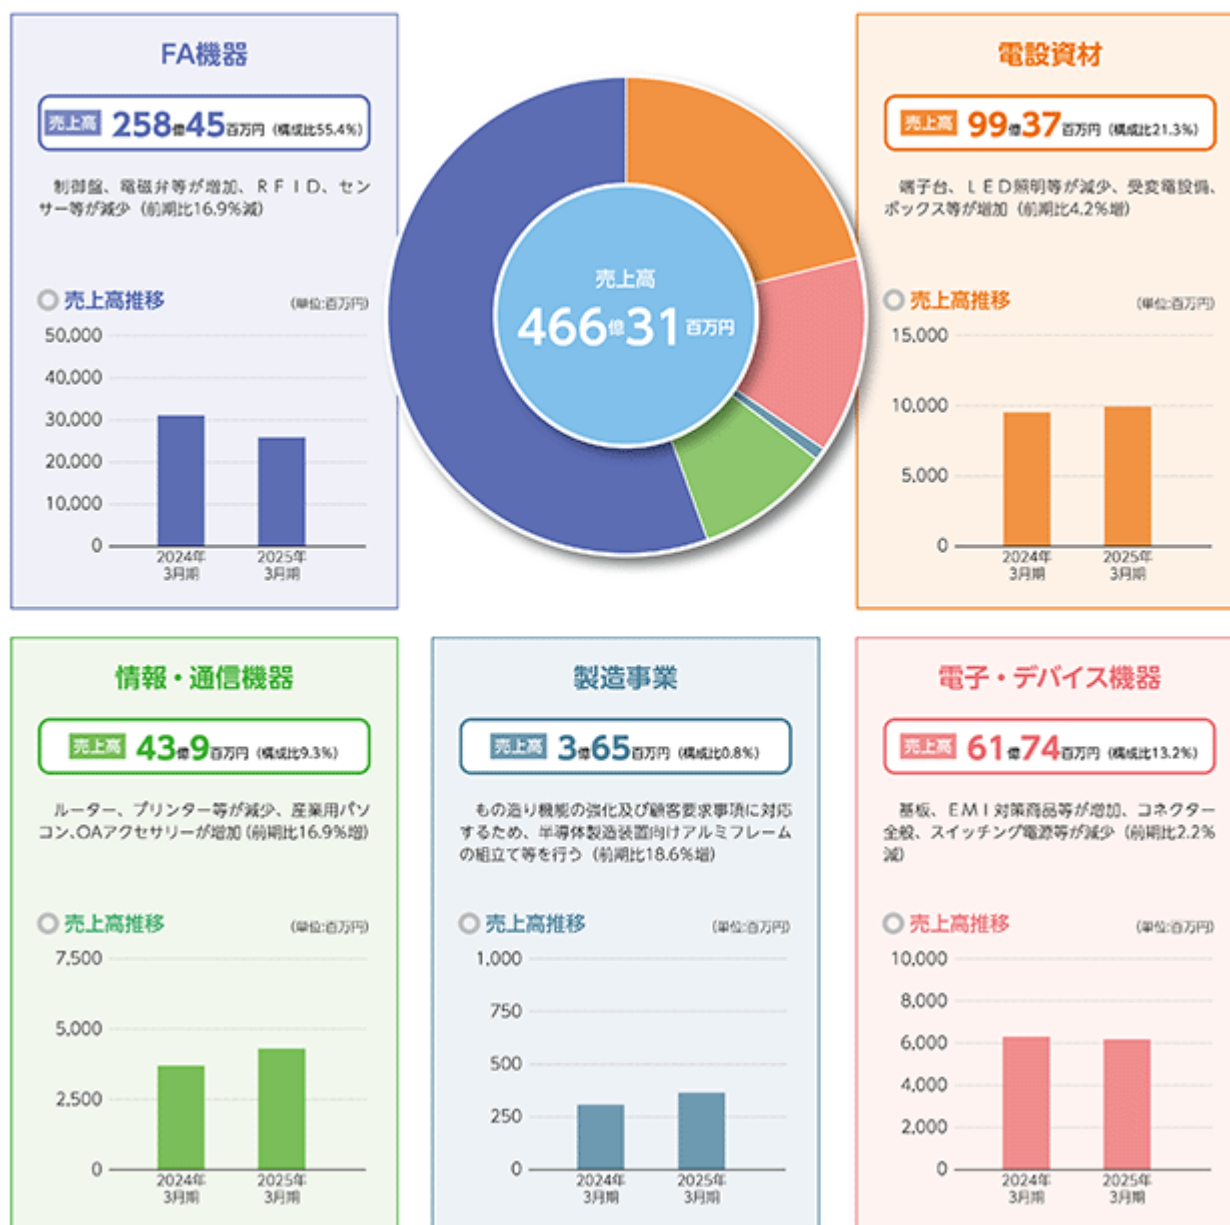 FA機器
売上高 258億45百万円（構成比55.4%）
制御盤、電磁弁等が増加、ＲＦＩＤ、セン
サー等が減少（前期比16.9%減）
売上高推移 （単位:百万円）
50,000
40,000
30,000
20,000
10,000
0
2024年
3月期
2025年
3月期
売上高
466億31百万円
電設資材
売上高 99億37百万円（構成比21.3%）
端子台、ＬＥＤ照明等が減少、受変電設備、
ボックス等が増加（前期比4.2%増）
売上高推移 （単位:百万円）
15,000
10,000
5,000
0
2024年
3月期
2025年
3月期
情報・通信機器
売上高 43億9百万円（構成比9.3%）
ルーター、プリンター等が減少、産業用パソ
コン、OAアクセサリーが増加（前期比16.9%増）
売上高推移 （単位:百万円）
7,500
5,000
2,500
0
2024年
3月期
2025年
3月期
製造事業
売上高 3億65百万円（構成比0.8%）
もの造り機能の強化及び顧客要求事項に対応
するため、半導体製造装置向けアルミフレーム
の組立て等を行う（前期比18.6%増）
売上高推移 （単位:百万円）
1,000
750
500
250
0
2024年
3月期
2025年
3月期
電子・デバイス機器
売上高 61億74百万円（構成比13.2%）
基板、ＥＭＩ対策商品等が増加、コネクター
全般、スイッチング電源等が減少（前期比2.2%
減）
売上高推移 （単位:百万円）
10,000
8,000
6,000
4,000
2,000
0
2024年
3月期
2025年
3月期